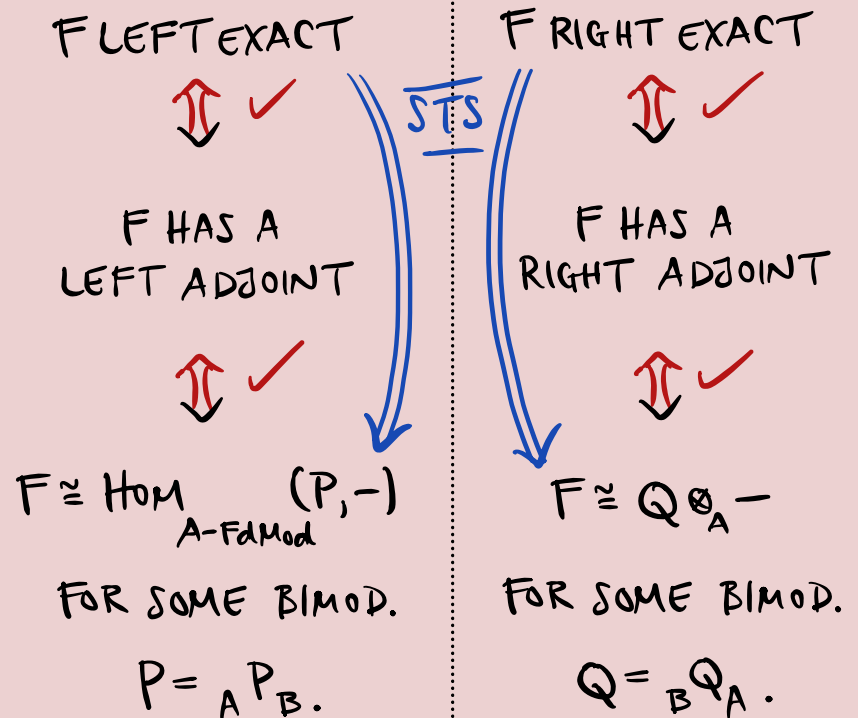 F LEFT EXACT
F HAS A
LEFT ADJOINT
F ≅ HOM_{A-FdMod} (P, -)
FOR SOME BIMOD.
P = _A P_B .
STS
F RIGHT EXACT
F HAS A
RIGHT ADJOINT
F ≅ Q ⊗_A -
FOR SOME BIMOD.
Q = _B Q_A .